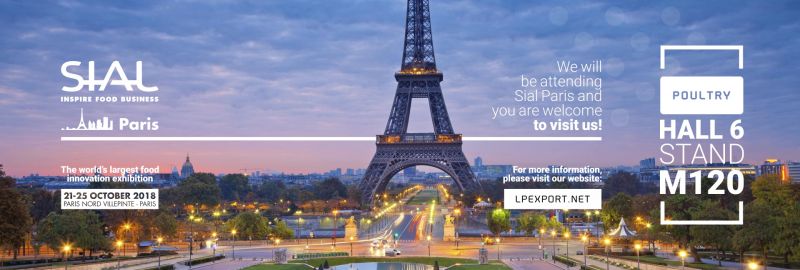 SIAL
INSPIRE FOOD BUSINESS
Paris
The world's largest food
innovation exhibition
21-25 OCTOBER 2018
PARIS NORD VILLEPINTE - PARIS
We will
be attending
Sial Paris and
you are welcome
to visit us!
For more information,
please visit our website:
LPEXPORT.NET
POULTRY
HALL 6
STAND
M120